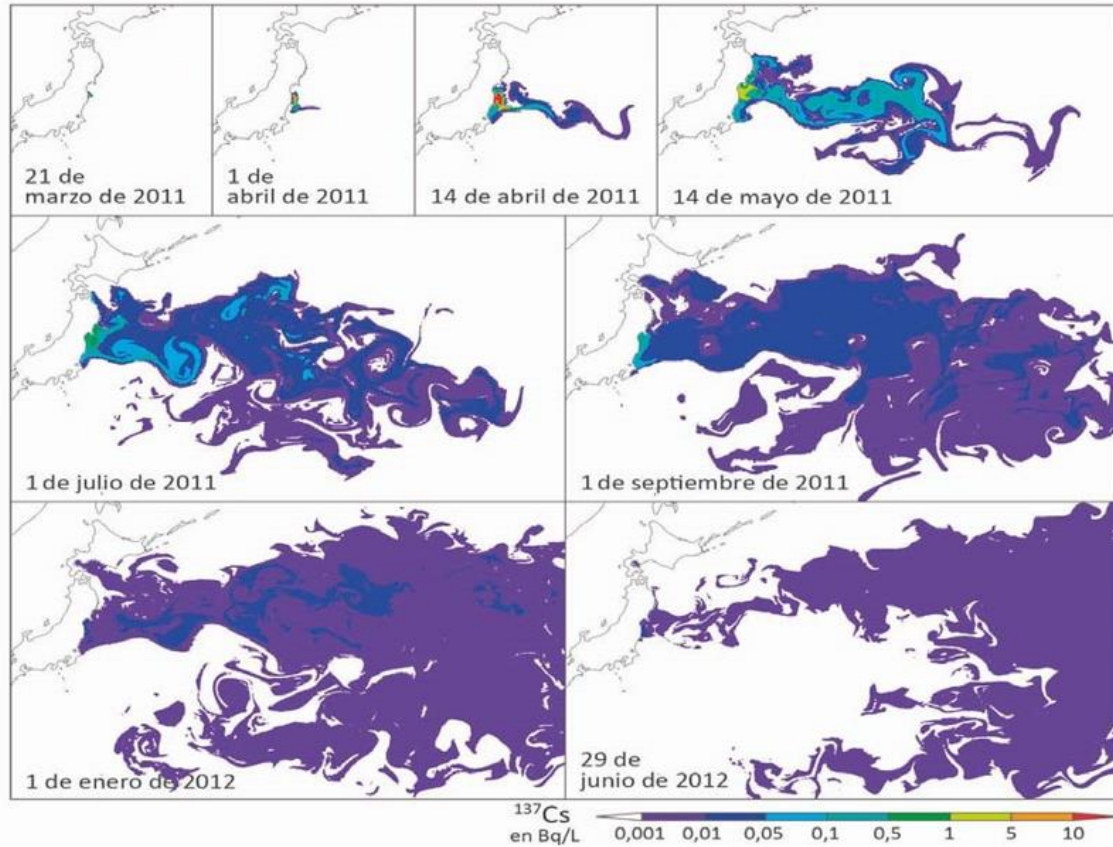 21 de
marzo de 2011
1 de
abril de 2011
14 de abril de 2011
14 de mayo de 2011
1 de julio de 2011
1 de septiembre de 2011
1 de enero de 2012
29 de
junio de 2012
¹³⁷Cs
en Bq/L
0,001 0,01 0,05 0,1 0,5 1 5 10